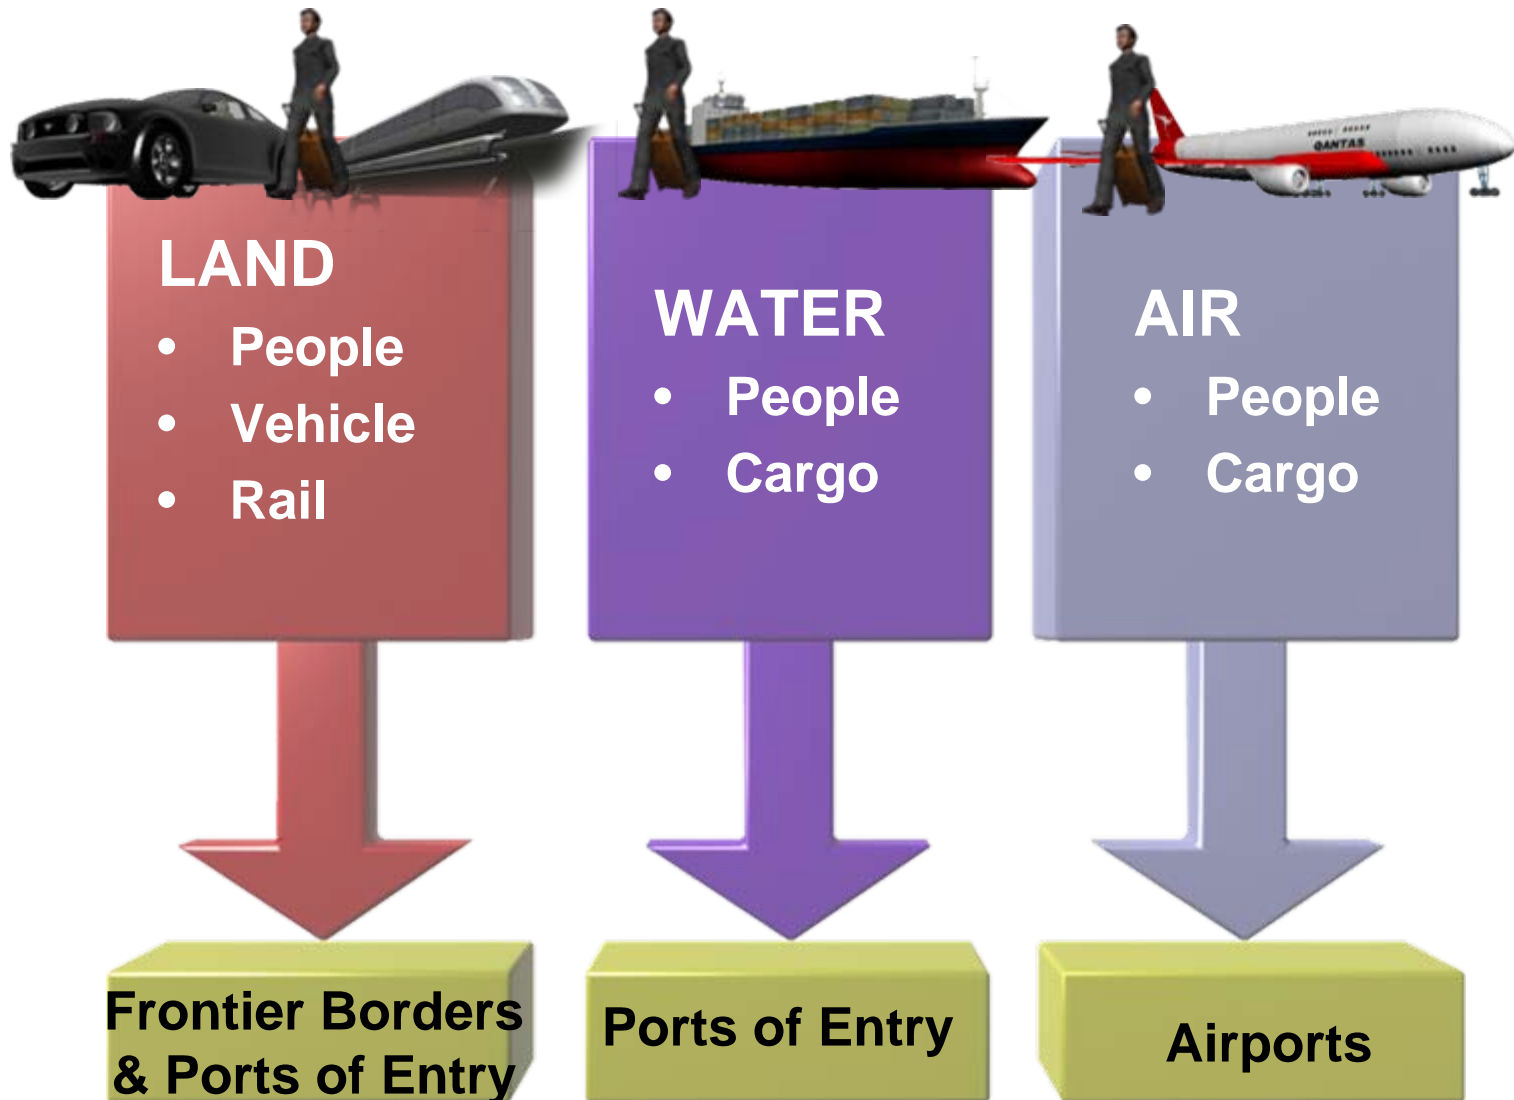 QANTAS
LAND
• People
• Vehicle
• Rail
WATER
• People
• Cargo
AIR
• People
• Cargo
Frontier Borders
& Ports of Entry
Ports of Entry
Airports